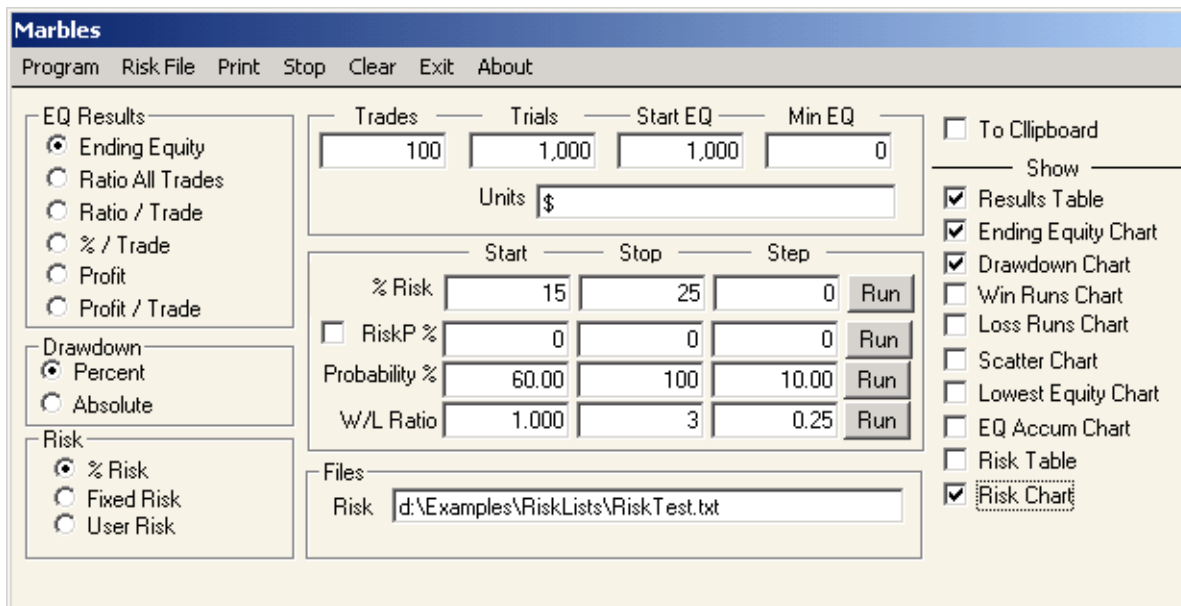 Marbles
Program Risk File Print Stop Clear Exit About
EQ Results
Ending Equity
Ratio All Trades
Ratio / Trade
% / Trade
Profit
Profit / Trade
Drawdown
Percent
Absolute
Risk
% Risk
Fixed Risk
User Risk
Trades Trials Start EQ Min EQ
100 1,000 1,000 0
Units $
Start Stop Step
% Risk 15 25 0 Run
RiskP % 0 0 0 Run
Probability % 60.00 100 10.00 Run
W/L Ratio 1.000 3 0.25 Run
Files
Risk d:\Examples\RiskLists\RiskTest.txt
To Cllipboard
Show
Results Table
Ending Equity Chart
Drawdown Chart
Win Runs Chart
Loss Runs Chart
Scatter Chart
Lowest Equity Chart
EQ Accum Chart
Risk Table
Risk Chart